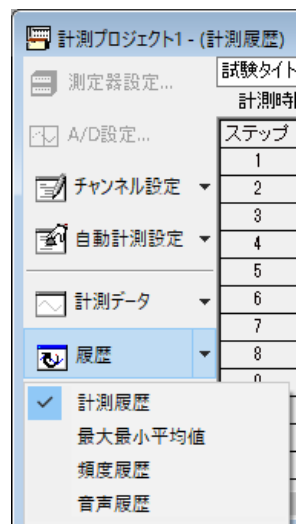 計測プロジェクト1 - (計測履歴)
測定器設定...
試験タイト
計測時
A/D設定...
ステップ
1
チャンネル設定
2
3
自動計測設定
4
5
計測データ
6
7
履歴
8
計測履歴
最大最小平均値
頻度履歴
音声履歴